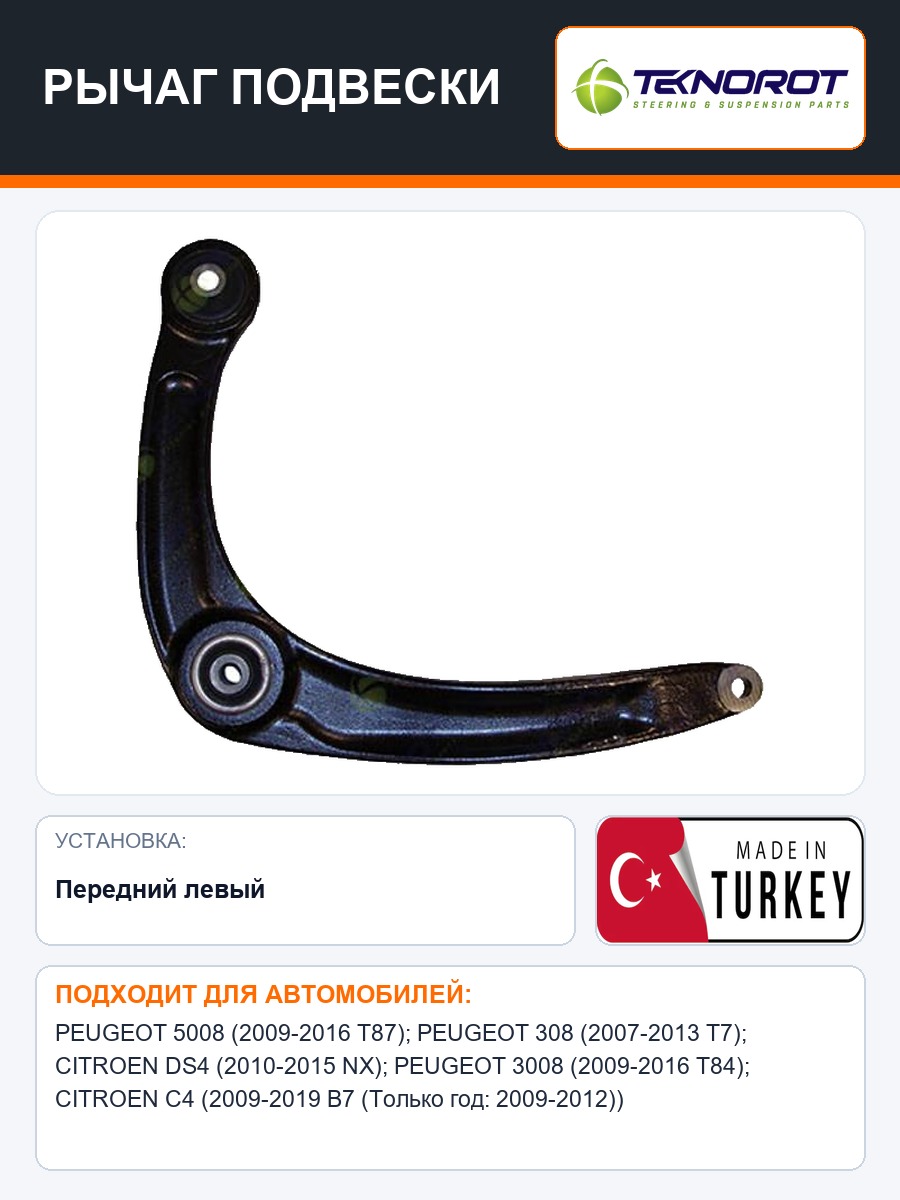 РЫЧАГ ПОДВЕСКИ
TEKNOROT
STEERING & SUSPENSION PARTS
УСТАНОВКА:
Передний левый
MADE IN
TURKEY
ПОДХОДИТ ДЛЯ АВТОМОБИЛЕЙ:
PEUGEOT 5008 (2009-2016 T87); PEUGEOT 308 (2007-2013 T7);
CITROEN DS4 (2010-2015 NX); PEUGEOT 3008 (2009-2016 T84);
CITROEN C4 (2009-2019 B7 (Только год: 2009-2012))